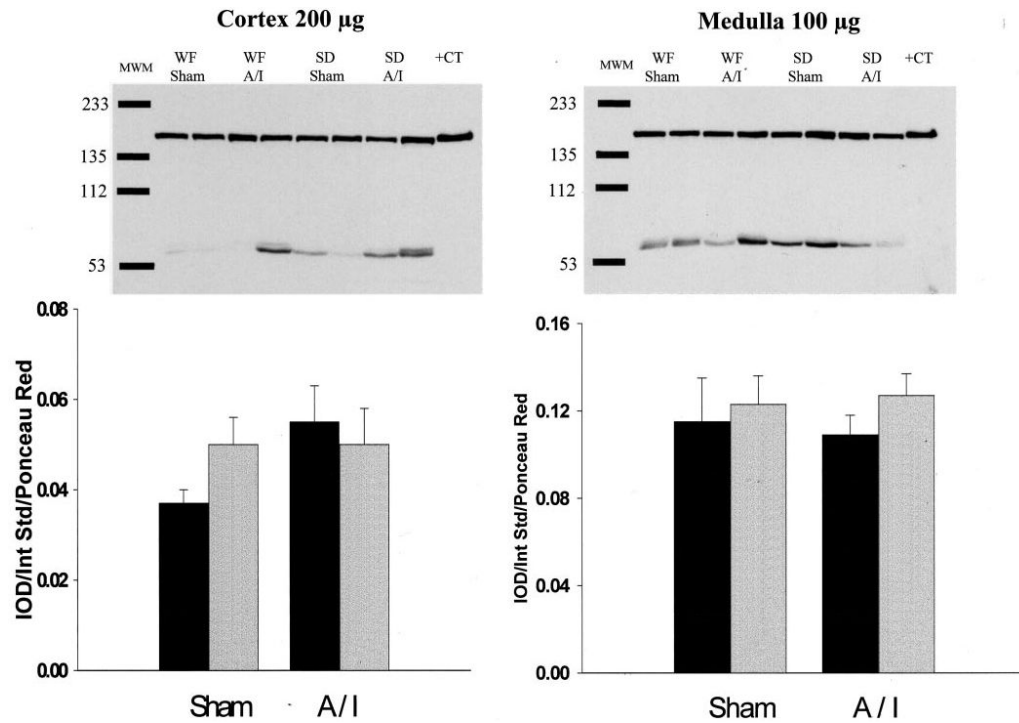 Cortex 200 µg
MWM
WF Sham
WF A/I
SD Sham
SD A/I
+CT
233
135
112
53
0.08
0.06
0.04
0.02
0.00
IOD/Int Std/Ponceau Red
Sham
A/I
Medulla 100 µg
MWM
WF Sham
WF A/I
SD Sham
SD A/I
+CT
233
135
112
53
0.16
0.12
0.08
0.04
0.00
IOD/Int Std/Ponceau Red
Sham
A/I